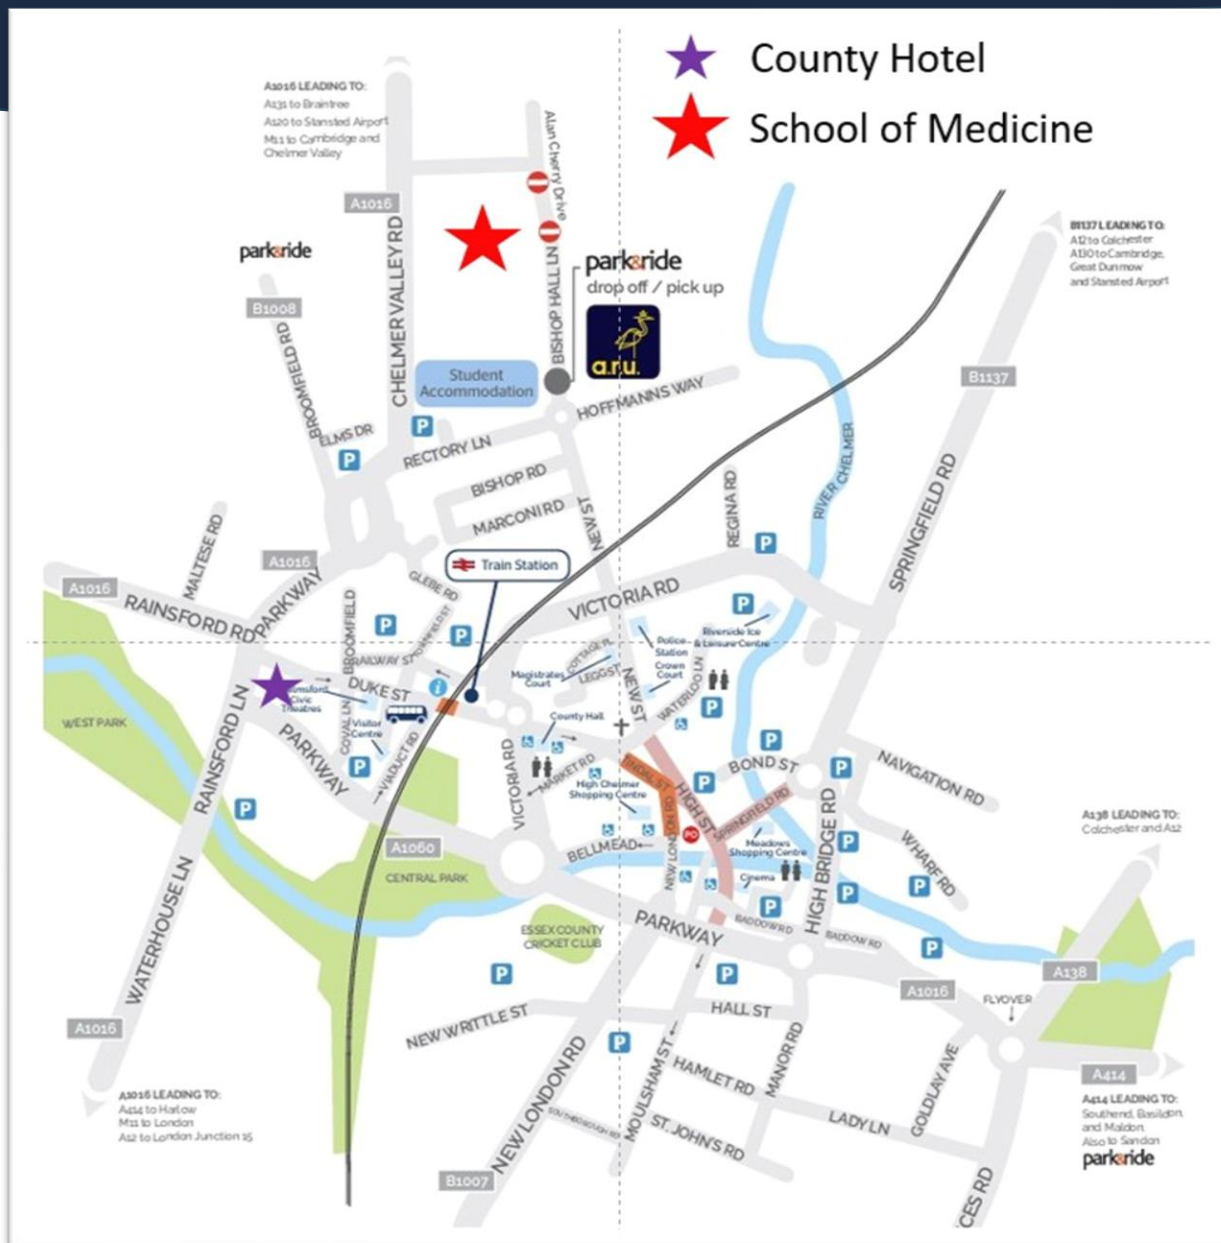 County Hotel
School of Medicine
A1016 LEADING TO:
A131 to Braintree
A120 to Stansted Airport
M11 to Cambridge and
Chelmer Valley
Alan Cherry Drive
A1016
CHELMER VALLEY RD
park&ride
B1008
BROOMFIELD RD
BISHOP HALL LN
park&ride
drop off / pick up
a.r.u.
Student
Accommodation
HOFFMANNS WAY
B1137 LEADING TO:
A12 to Colchester
A130 to Cambridge,
Great Dunmow
and Stansted Airport
B1137
SPRINGFIELD RD
RIVER CHELMER
ELMS DR
P
P
RECTORY LN
BISHOP RD
MARCONI RD
NEW ST
REGINA RD
P
MALTESE RD
A1016
A1016
RAINSFORD RD
PARKWAY
GLEBE RD
Train Station
VICTORIA RD
BROOMFIELD
P
P
P
RAILWAY ST
DUKE ST
i
COTTAGE PL
LEGG ST
Magistrates
Court
Police
Station
Crown
Court
Riverside Ice
& Leisure Centre
NEW ST
WATERLOO LN
P
Civic
Theatres
Visitor
Centre
COVAL LN
VIADUCT RD
P
County Hall
WEST PARK
RAINSFORD LN
PARKWAY
P
VICTORIA RD
MARKET RD
High Chelmer
Shopping Centre
TINDAL ST
HIGH ST
P
P
BOND ST
P
NAVIGATION RD
SPRINGFIELD RD
PO
NEW LONDON RD
BELLMEAD
Meadows
Shopping Centre
Cinema
P
P
P
HIGH BRIDGE RD
WHARF RD
P
A138 LEADING TO:
Colchester and A12
A1060
CENTRAL PARK
ESSEX COUNTY
CRICKET CLUB
PARKWAY
BADDOW RD
BADDOW RD
P
WATERHOUSE LN
P
P
A1016
A138
FLYOVER
A1016
NEW WRITTLE ST
HALL ST
P
NEW LONDON RD
MOULSHAM ST
HAMLET RD
MANOR RD
GOLDLAY AVE
LADY LN
ST. JOHN'S RD
SOUTHBOROUGH RD
A414
A414 LEADING TO:
Southend, Basildon,
and Maldon.
Also to Sandon
park&ride
A1016 LEADING TO:
A414 to Harlow
M11 to London
A12 to London Junction 15
B1007
CES RD